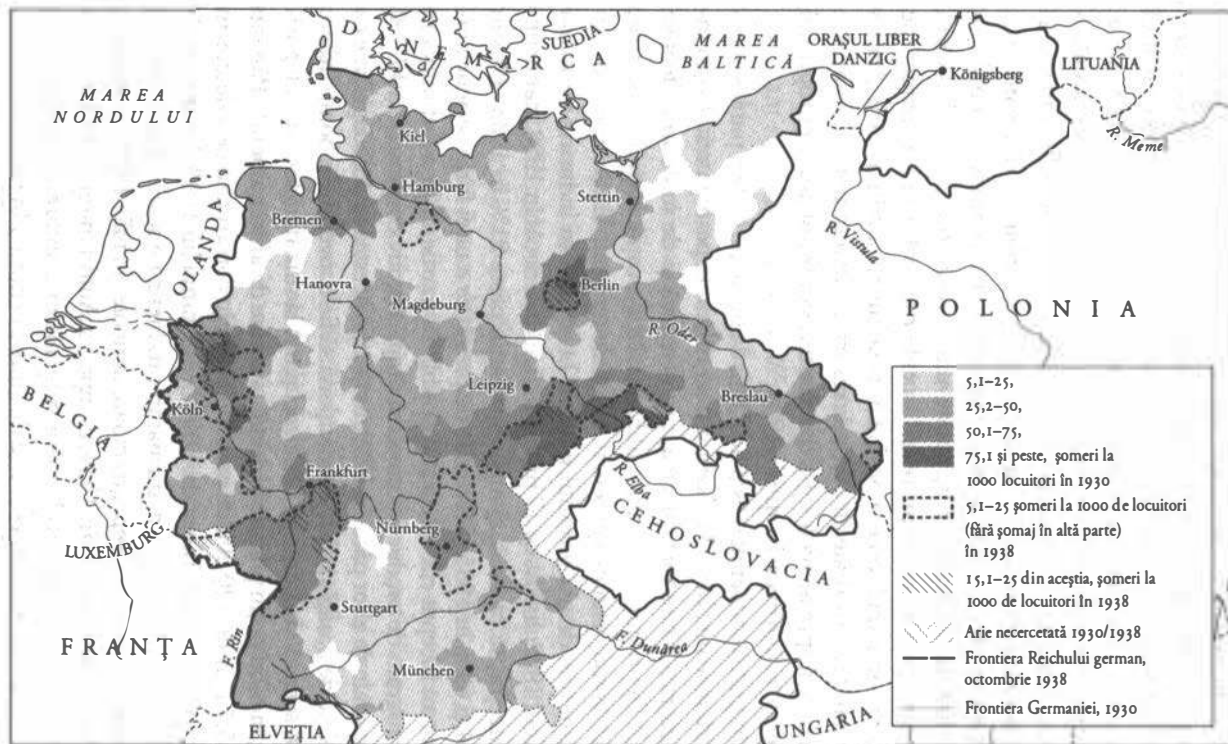 DANEMARCA
SUEDIA
MAREA
BALTICĂ
ORAȘUL LIBER
DANZIG
Königsberg
LITUANIA
R. Meme
MAREA
NORDULUI
Kiel
Hamburg
Stettin
Bremen
R. Vistula
OLANDA
Hanovra
Berlin
Magdeburg
POLONIA
R. Oder
BELGIA
Leipzig
Breslau
Köln
Frankfurt
R. Elba
CEHOSLOVACIA
LUXEMBURG
Nürnberg
Stuttgart
FRANȚA
F. Rin
F. Dunărea
München
ELVEȚIA
UNGARIA
5,1–25,
25,2–50,
50,1–75,
75,1 și peste, șomeri la
1000 locuitori în 1930
5,1–25 șomeri la 1000 de locuitori
(fără șomaj în altă parte)
în 1938
15,1–25 din aceștia, șomeri la
1000 de locuitori în 1938
Arie necercetată 1930/1938
Frontiera Reichului german,
octombrie 1938
Frontiera Germaniei, 1930